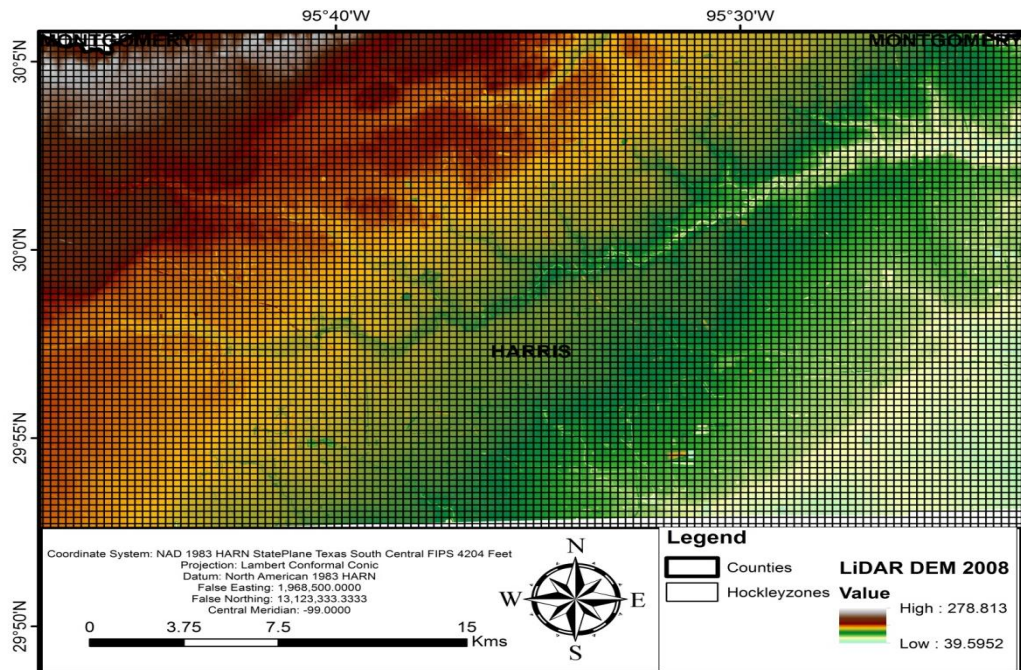 95°40'W 95°30'W
MONTGOMERY MONTGOMERY
30°5'N
30°0'N
HARRIS
29°55'N
29°50'N
Coordinate System: NAD 1983 HARN StatePlane Texas South Central FIPS 4204 Feet
Projection: Lambert Conformal Conic
Datum: North American 1983 HARN
False Easting: 1,968,500.0000
False Northing: 13,123,333.3333
Central Meridian: -99.0000
0 3.75 7.5 15
Kms
N
W E
S
Legend
Counties
Hockleyzones
LiDAR DEM 2008
Value
High : 278.813
Low : 39.5952